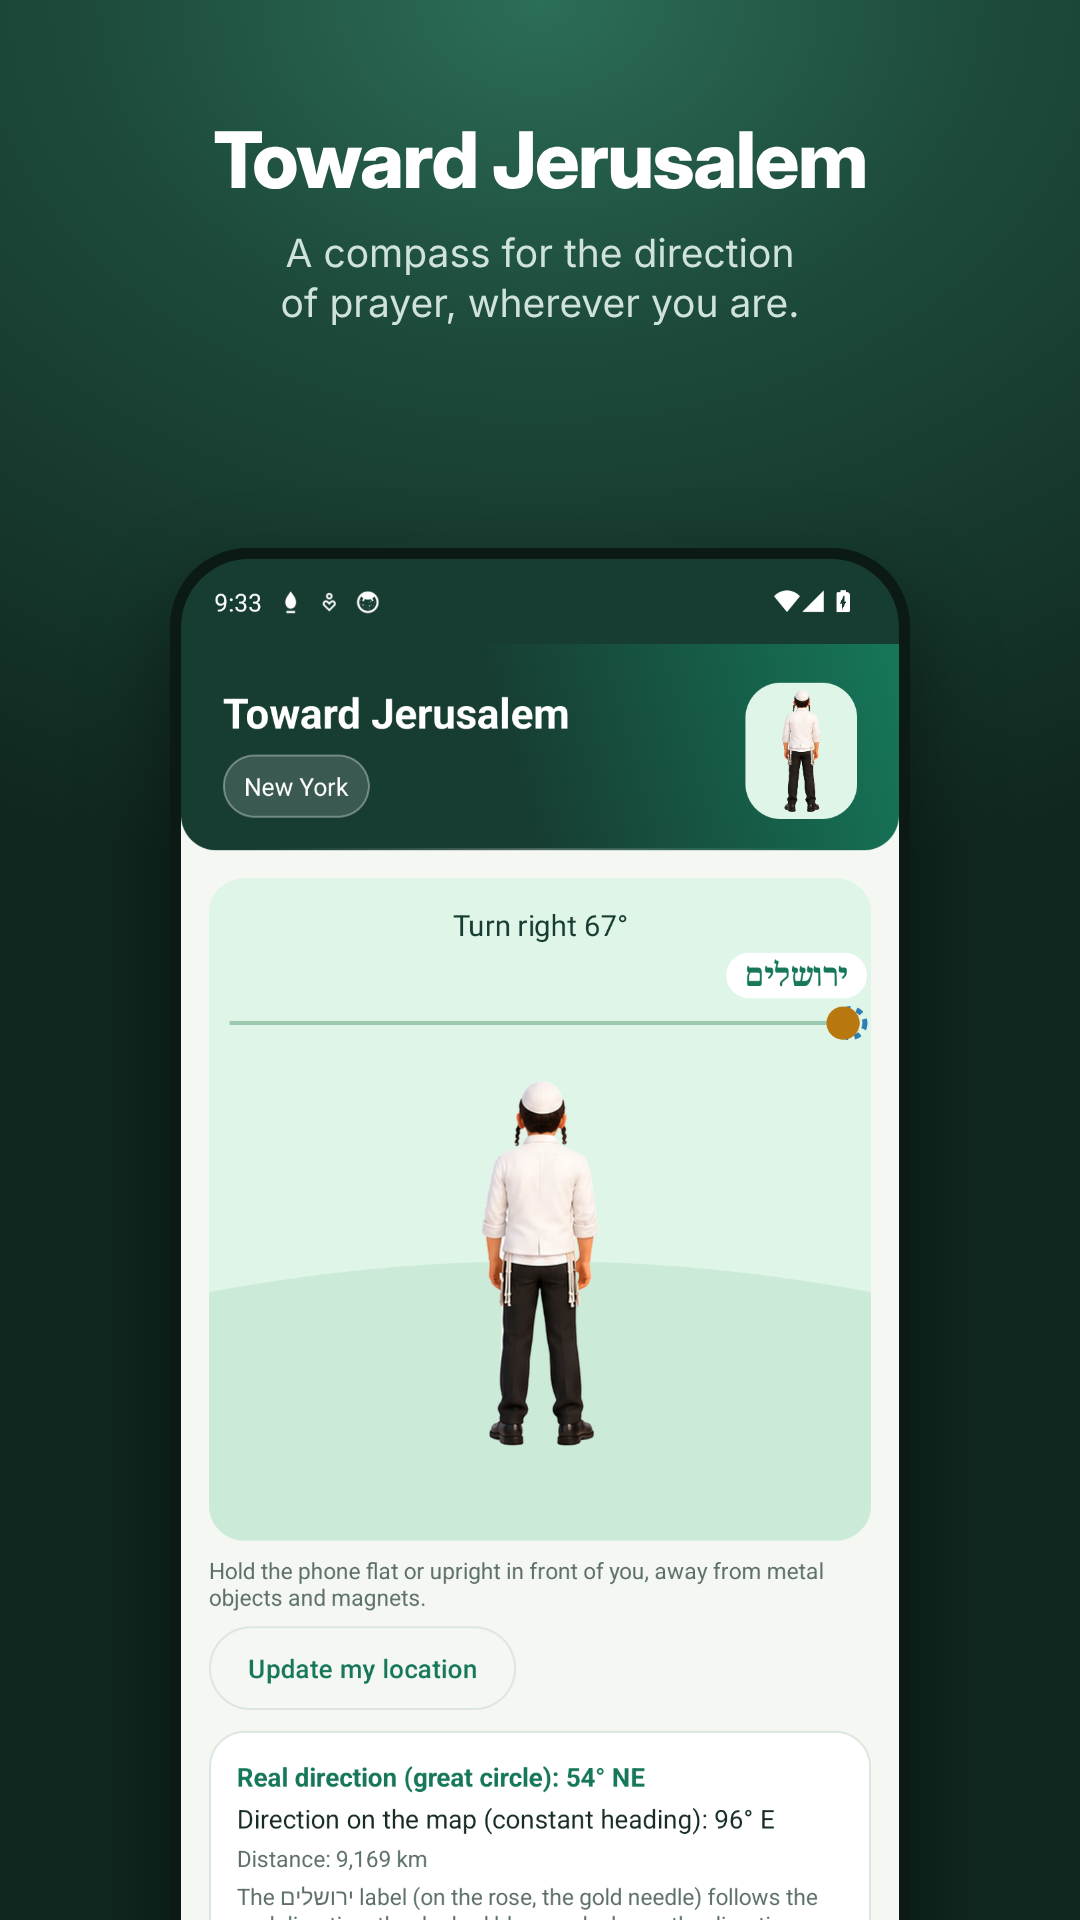 Toward Jerusalem
A compass for the direction
of prayer, wherever you are.
9:33
Toward Jerusalem
New York
Turn right 67°
ירושלים
Hold the phone flat or upright in front of you, away from metal
objects and magnets.
Update my location
Real direction (great circle): 54° NE
Direction on the map (constant heading): 96° E
Distance: 9,169 km
The ירושלים label (on the rose, the gold needle) follows the